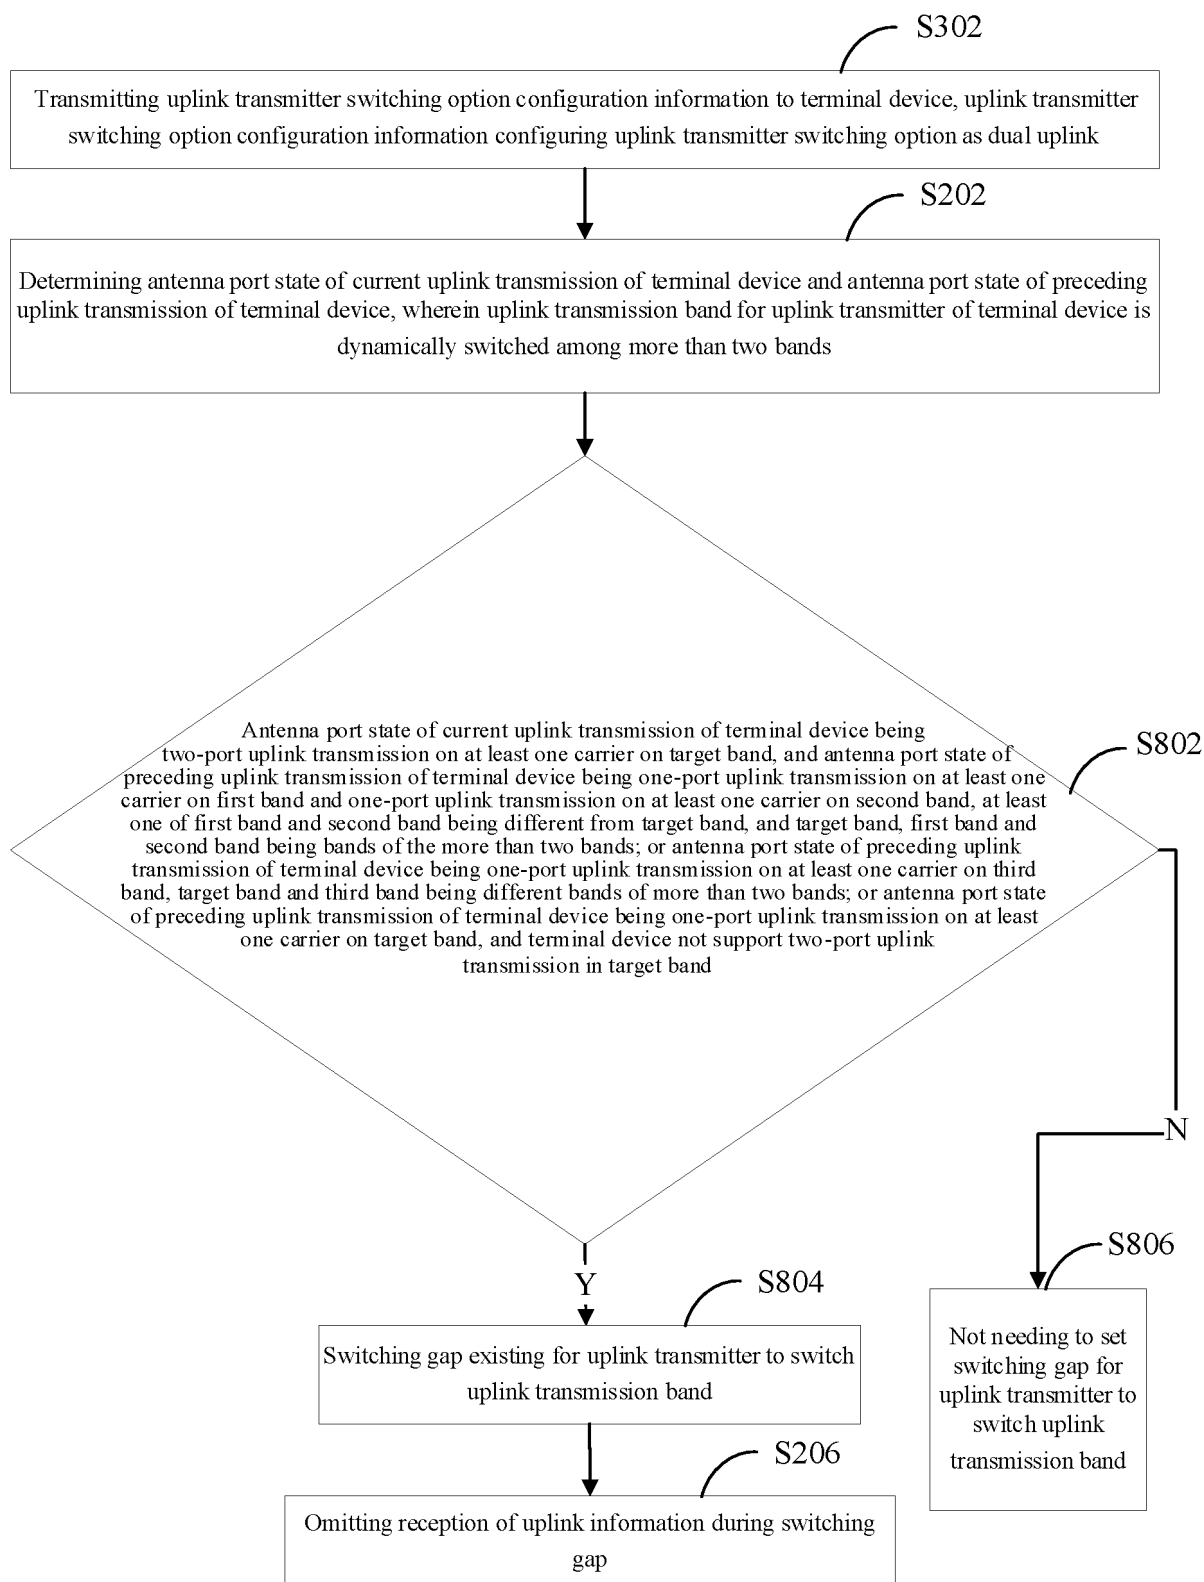 S302
Transmitting uplink transmitter switching option configuration information to terminal device, uplink transmitter
switching option configuration information configuring uplink transmitter switching option as dual uplink
S202
Determining antenna port state of current uplink transmission of terminal device and antenna port state of preceding
uplink transmission of terminal device, wherein uplink transmission band for uplink transmitter of terminal device is
dynamically switched among more than two bands
Antenna port state of current uplink transmission of terminal device being
two-port uplink transmission on at least one carrier on target band, and antenna port state of
preceding uplink transmission of terminal device being one-port uplink transmission on at least one
carrier on first band and one-port uplink transmission on at least one carrier on second band, at least
one of first band and second band being different from target band, and target band, first band and
second band being bands of the more than two bands; or antenna port state of preceding uplink
transmission of terminal device being one-port uplink transmission on at least one carrier on third
band, target band and third band being different bands of more than two bands; or antenna port state
of preceding uplink transmission of terminal device being one-port uplink transmission on at least
one carrier on target band, and terminal device not support two-port uplink
transmission in target band
S802
N
Y
S804
Switching gap existing for uplink transmitter to switch
uplink transmission band
S806
Not needing to set
switching gap for
uplink transmitter to
switch uplink
transmission band
S206
Omitting reception of uplink information during switching
gap